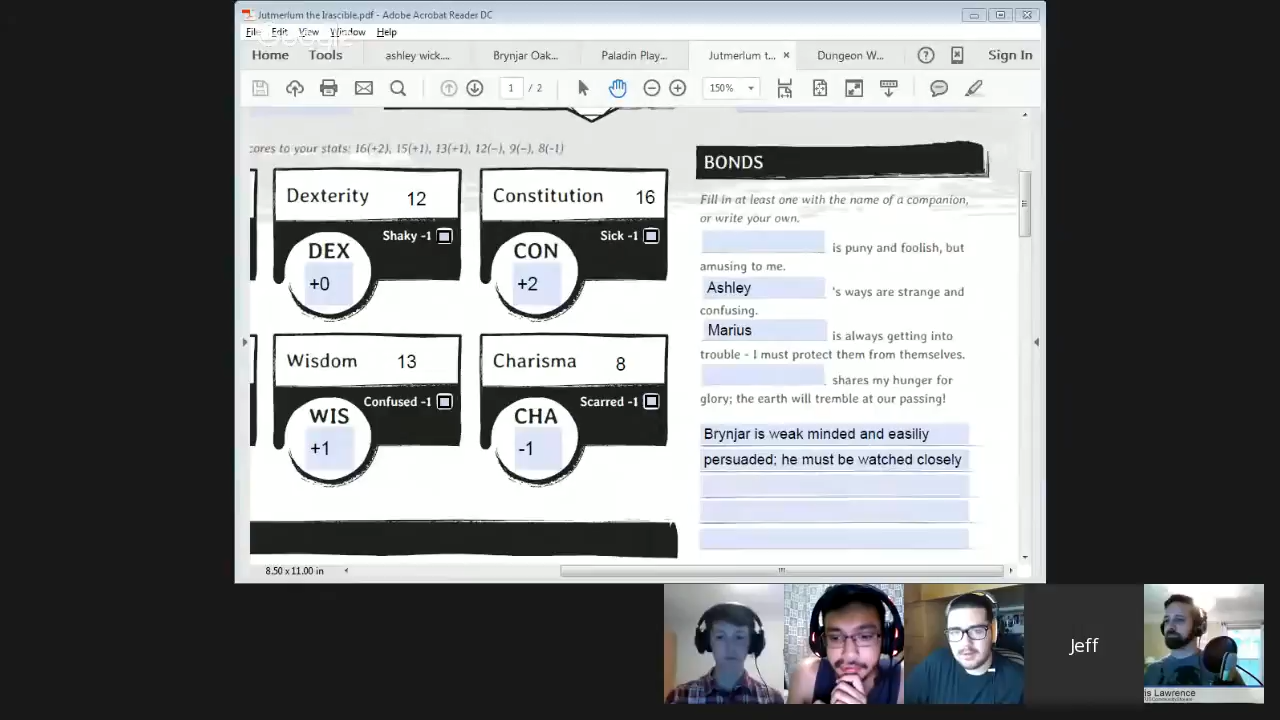 Jutmerlum the Irascible.pdf - Adobe Acrobat Reader DC
File Edit View Window Help
Google
Home Tools ashley wick.... Brynjar Oak... Paladin Play... Jutmerlum t... × Dungeon W... Sign In
1 / 2 150%
cores to your stats: 16(+2), 15(+1), 13(+1), 12(–), 9(–), 8(-1)
Dexterity 12
Shaky -1
DEX
+0
Constitution 16
Sick -1
CON
+2
Wisdom 13
Confused -1
WIS
+1
Charisma 8
Scarred -1
CHA
-1
BONDS
Fill in at least one with the name of a companion,
or write your own.
is puny and foolish, but
amusing to me.
Ashley 's ways are strange and
confusing.
Marius is always getting into
trouble - I must protect them from themselves.
shares my hunger for
glory; the earth will tremble at our passing!
Brynjar is weak minded and easiliy
persuaded; he must be watched closely
8.50 x 11.00 in
Jeff
is Lawrence